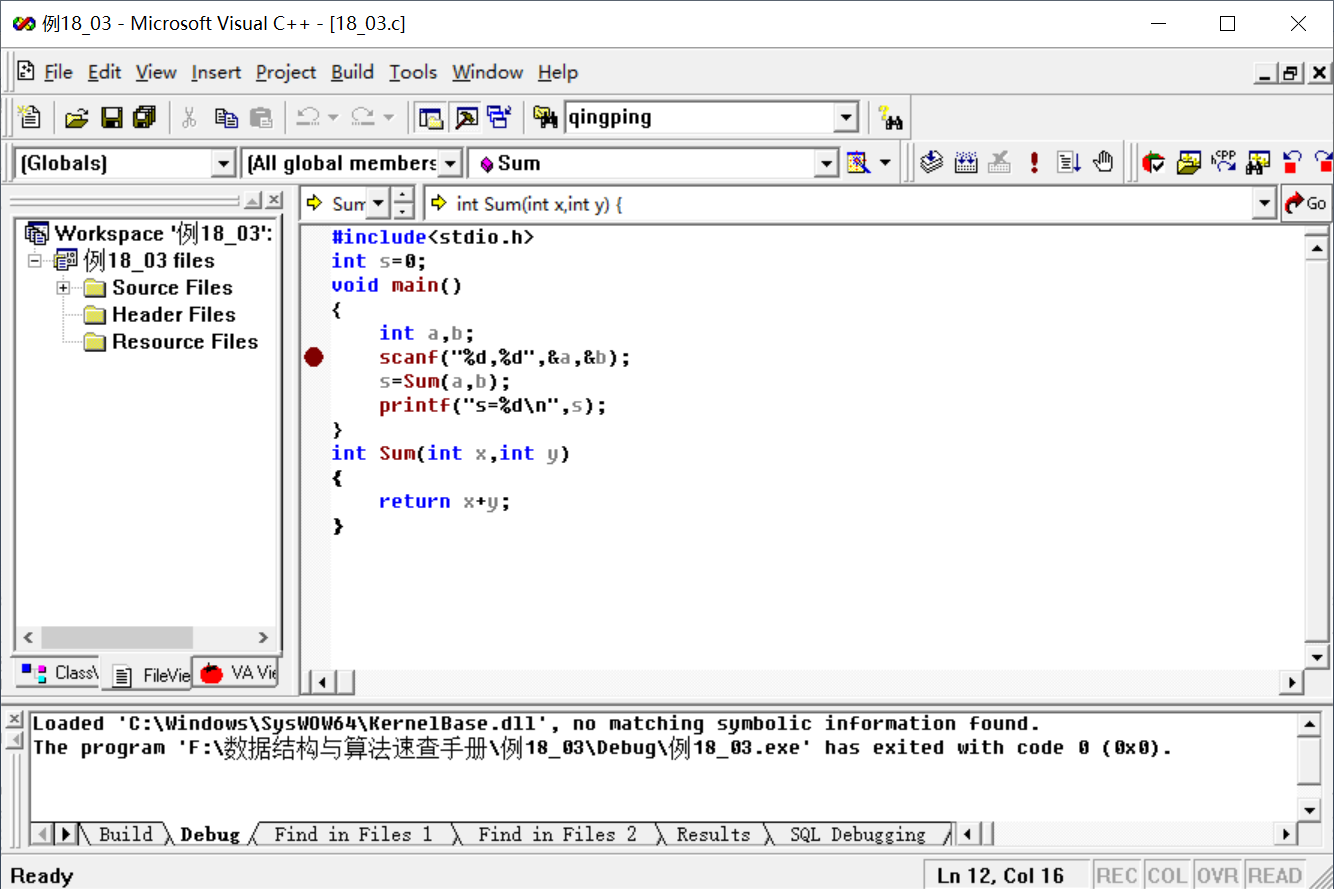 例18_03 - Microsoft Visual C++ - [18_03.c]
File Edit View Insert Project Build Tools Window Help
qingping
(Globals) (All global members Sum
Sum int Sum(int x,int y) { Go
Workspace '例18_03':
例18_03 files
Source Files
Header Files
Resource Files
ClassV FileVie VA Vie
#include<stdio.h>
int s=0;
void main()
{
int a,b;
scanf("%d,%d",&a,&b);
s=Sum(a,b);
printf("s=%d\n",s);
}
int Sum(int x,int y)
{
return x+y;
}
Loaded 'C:\Windows\SysWOW64\KernelBase.dll', no matching symbolic information found.
The program 'F:\数据结构与算法速查手册\例18_03\Debug\例18_03.exe' has exited with code 0 (0x0).
Build Debug Find in Files 1 Find in Files 2 Results SQL Debugging
Ready Ln 12, Col 16 REC COL OVR READ